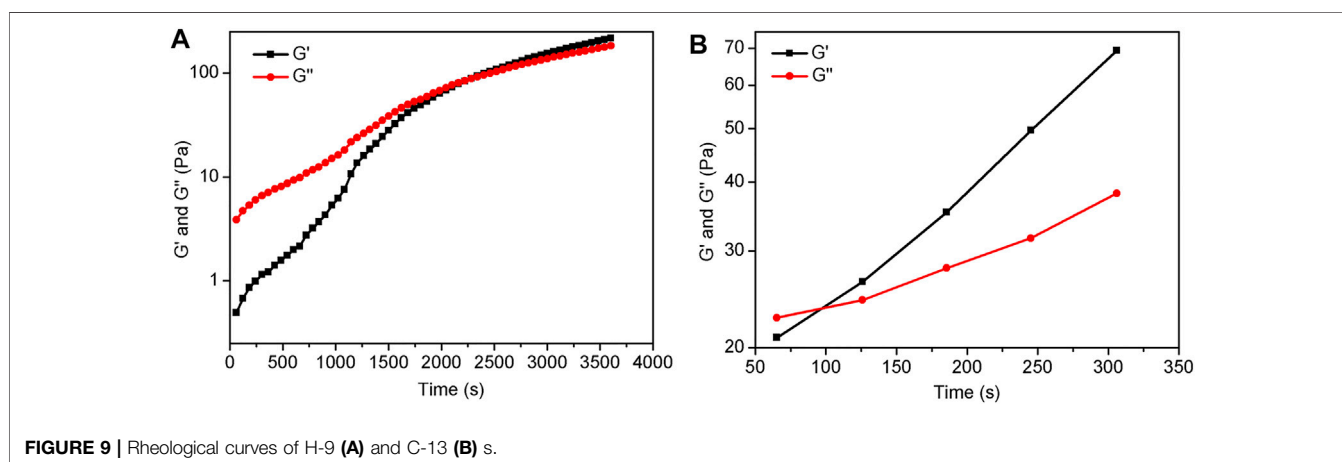 A
G'
G"
G' and G" (Pa)
100
10
1
0 500 1000 1500 2000 2500 3000 3500 4000
Time (s)
B
G'
G"
G' and G" (Pa)
70
60
50
40
30
20
50 100 150 200 250 300 350
Time (s)
FIGURE 9 | Rheological curves of H-9 (A) and C-13 (B) s.